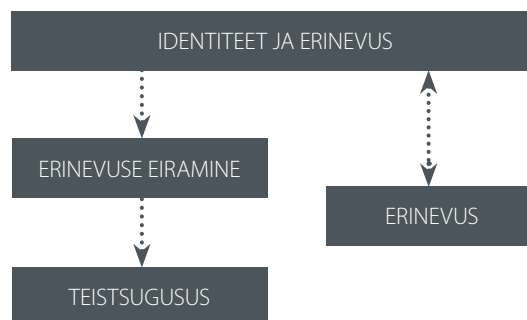 IDENTITEET JA ERINEVUS
ERINEVUSE EIRAMINE
ERINEVUS
TEISTSUGUSUS